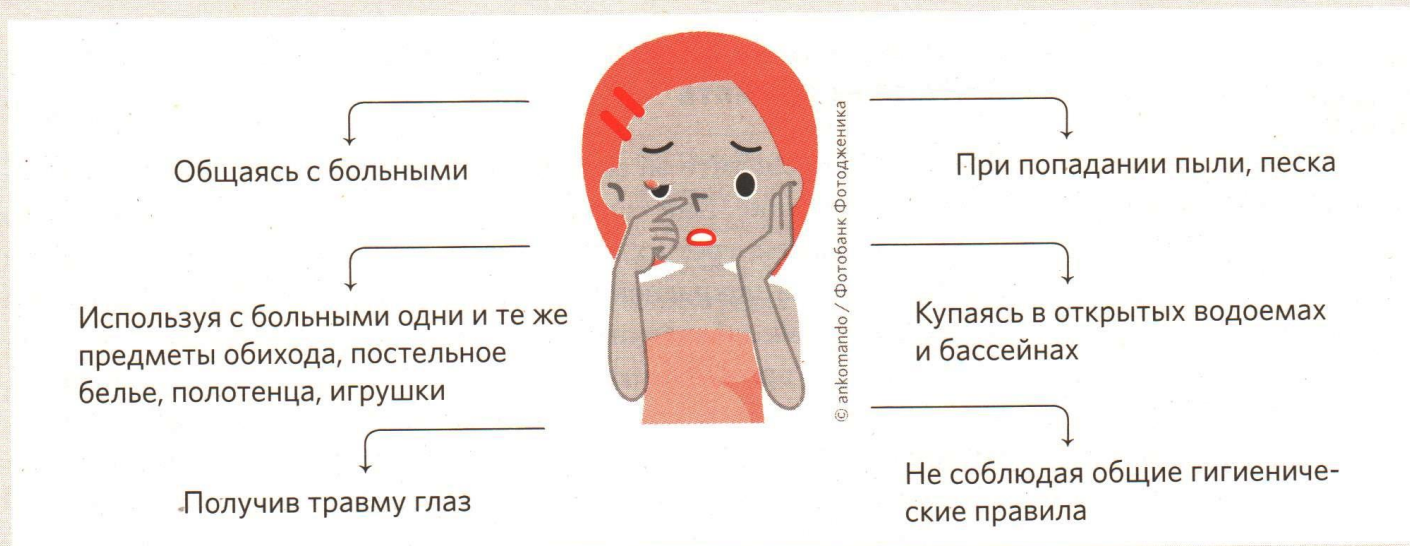 Общаясь с больными
Используя с больными одни и те же
предметы обихода, постельное
белье, полотенца, игрушки
Получив травму глаз
© ankomando / Фотобанк Фотодженика
При попадании пыли, песка
Купаясь в открытых водоемах
и бассейнах
Не соблюдая общие гигиениче-
ские правила